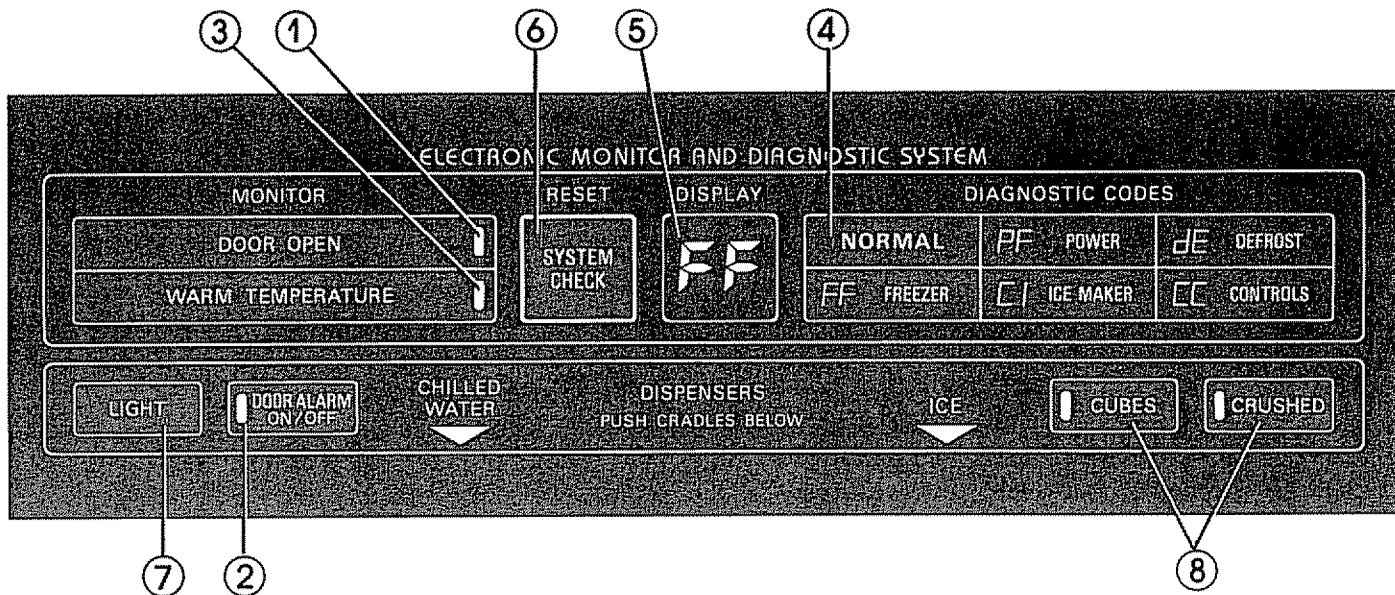 ③ ① ⑥ ⑤ ④
ELECTRONIC MONITOR AND DIAGNOSTIC SYSTEM
MONITOR RESET DISPLAY DIAGNOSTIC CODES
DOOR OPEN
WARM TEMPERATURE
SYSTEM
CHECK
FF
NORMAL PF POWER dE DEFROST
FF FREEZER CI ICE MAKER CC CONTROLS
LIGHT
DOOR ALARM
ON/OFF
CHILLED
WATER
DISPENSERS
PUSH CRADLES BELOW
ICE
CUBES
CRUSHED
⑦ ② ⑧